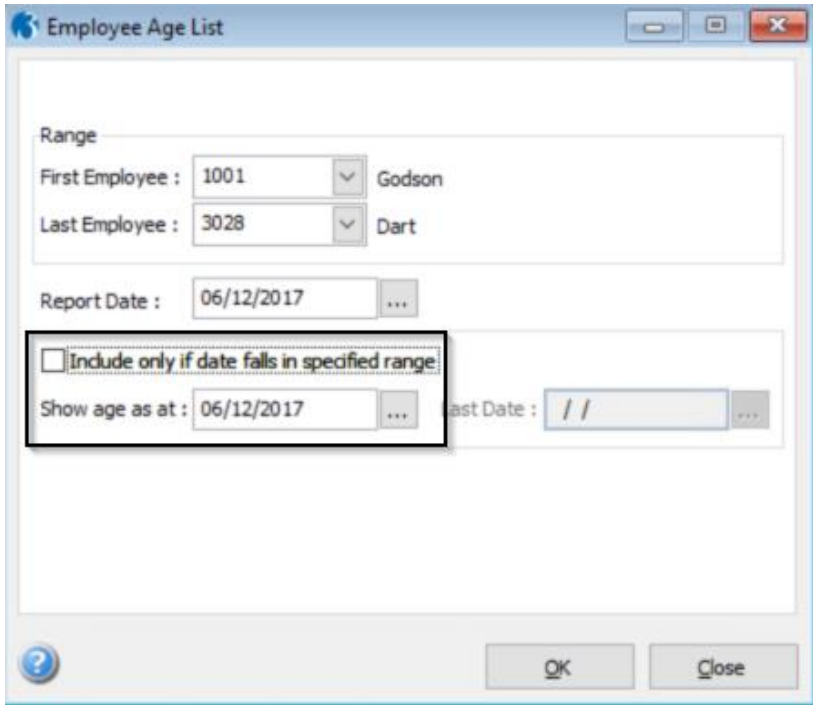 Employee Age List
Range
First Employee : 1001 Godson
Last Employee : 3028 Dart
Report Date : 06/12/2017 ...
Include only if date falls in specified range
Show age as at : 06/12/2017 ... ast Date : / / ...
? OK Close